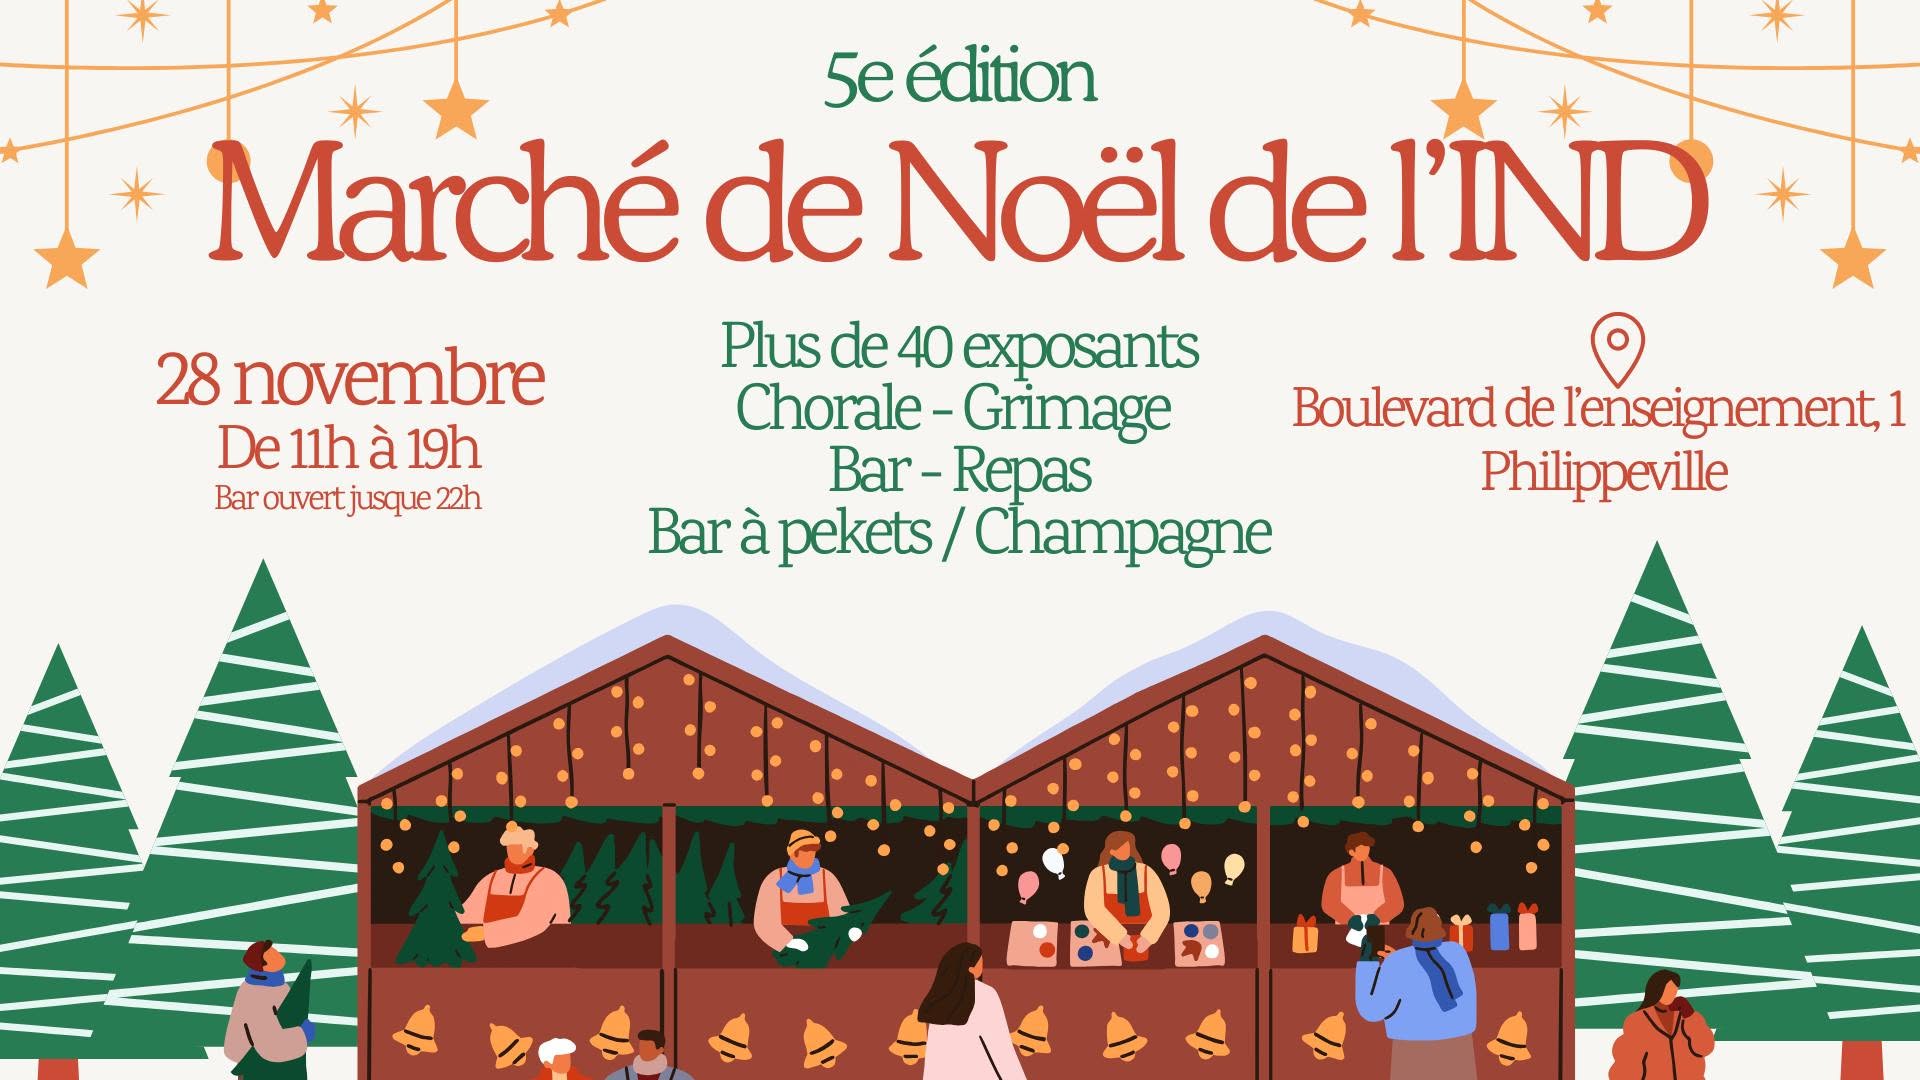 5e édition
Marché de Noël de l’IND
28 novembre
De 11h à 19h
Bar ouvert jusque 22h
Plus de 40 exposants
Chorale - Grimage
Bar - Repas
Bar à pekets / Champagne
Boulevard de l’enseignement, 1
Philippeville